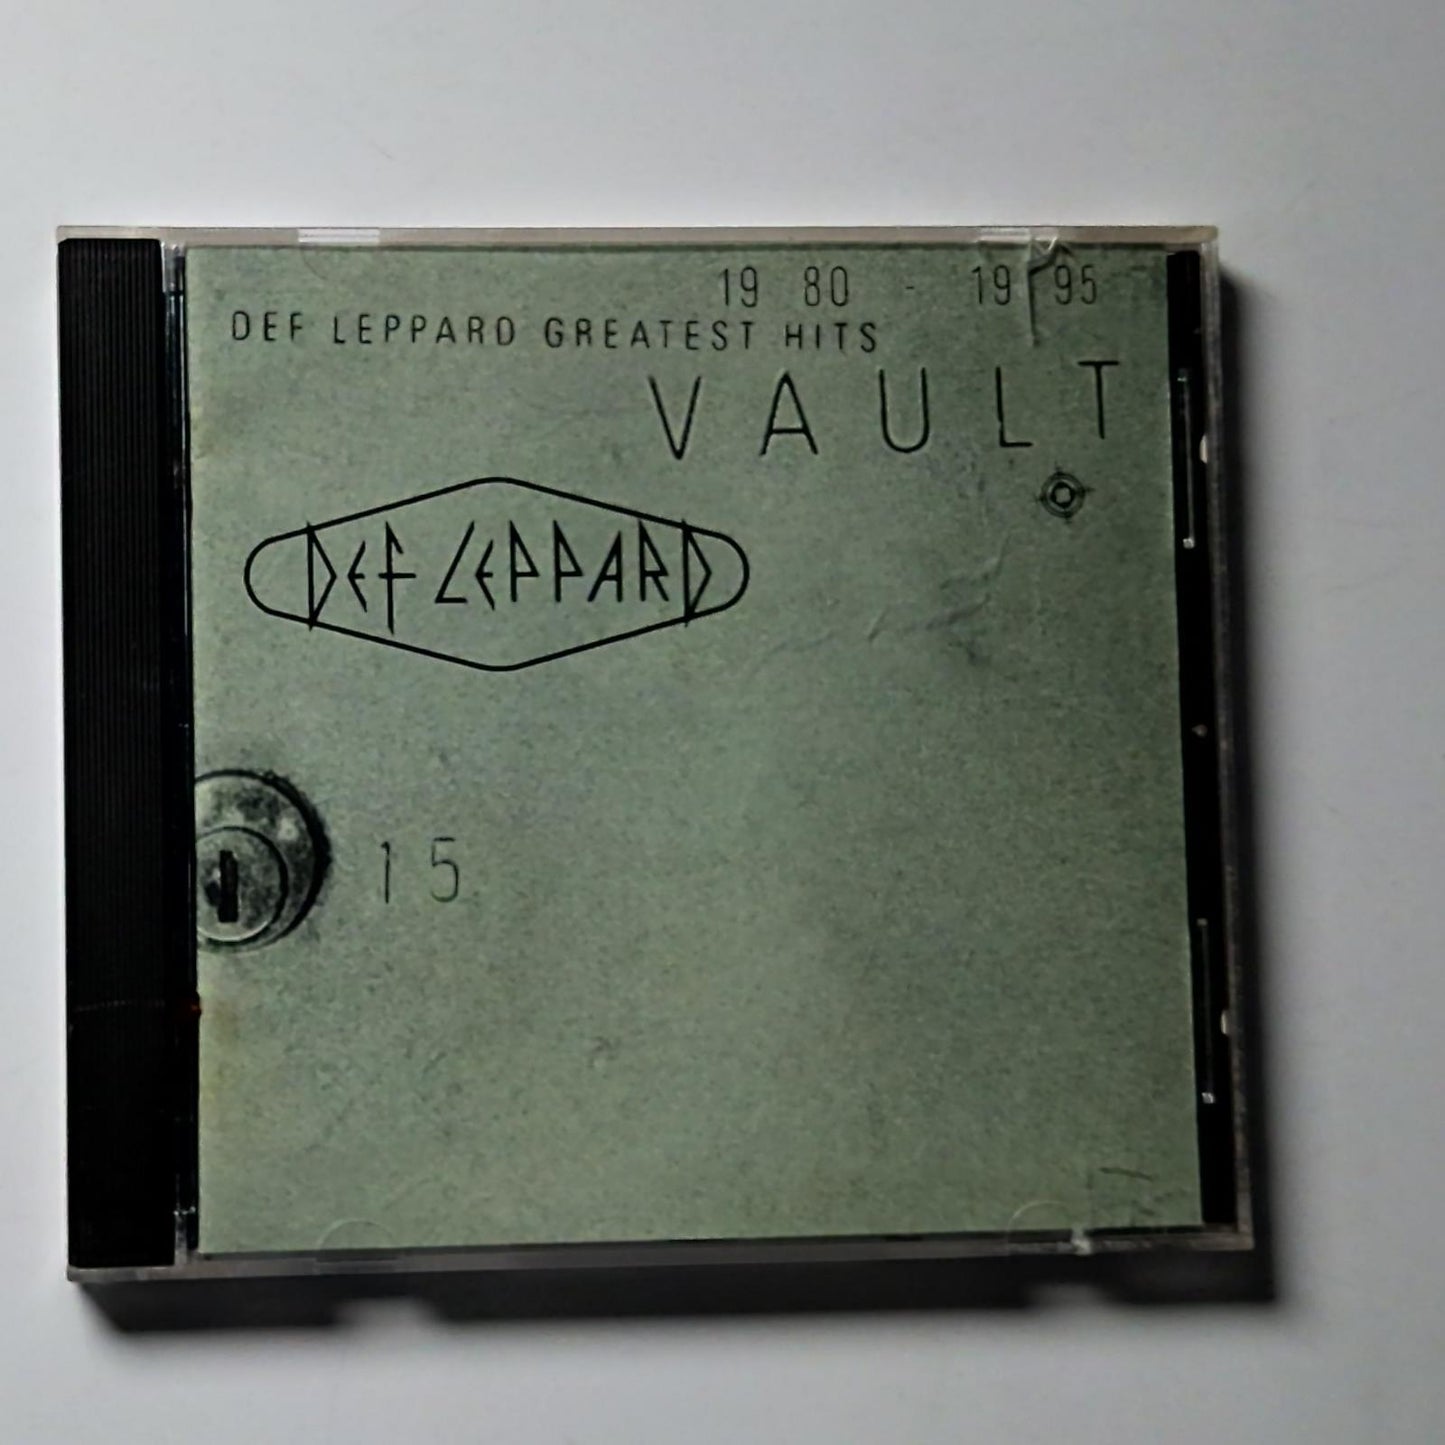 19 80 - 19 95
DEF LEPPARD GREATEST HITS
VAULT
DEF LEPPARD
15